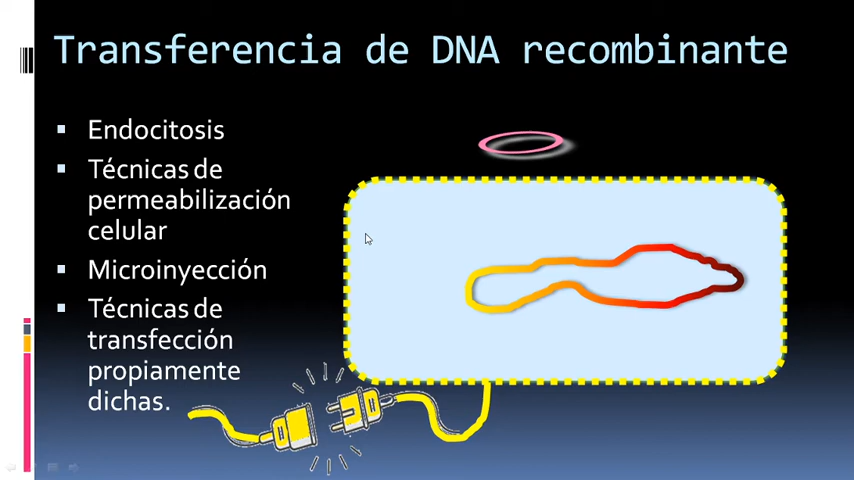 Transferencia de DNA recombinante
Endocitosis
Técnicas de
permeabilización
celular
Microinyección
Técnicas de
transfección
propiamente
dichas.